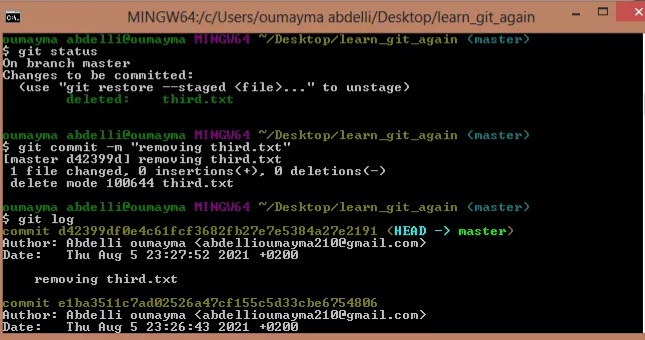 MINGW64:/c/Users/oumayma abdelli/Desktop/learn_git_again
oumayma abdelli@oumayma MINGW64 ~/Desktop/learn_git_again (master)
$ git status
On branch master
Changes to be committed:
  (use "git restore --staged <file>..." to unstage)
        deleted:    third.txt
oumayma abdelli@oumayma MINGW64 ~/Desktop/learn_git_again (master)
$ git commit -m "removing third.txt"
[master d42399d] removing third.txt
 1 file changed, 0 insertions(+), 0 deletions(-)
 delete mode 100644 third.txt
oumayma abdelli@oumayma MINGW64 ~/Desktop/learn_git_again (master)
$ git log
commit d42399df0e4c61fcf3682fb27e7e5384a27e2191 (HEAD -> master)
Author: Abdelli oumayma <abdellioumayma210@gmail.com>
Date:   Thu Aug 5 23:27:52 2021 +0200
    removing third.txt
commit e1ba3511c7ad02526a47cf155c5d33cbe6754806
Author: Abdelli oumayma <abdellioumayma210@gmail.com>
Date:   Thu Aug 5 23:26:43 2021 +0200